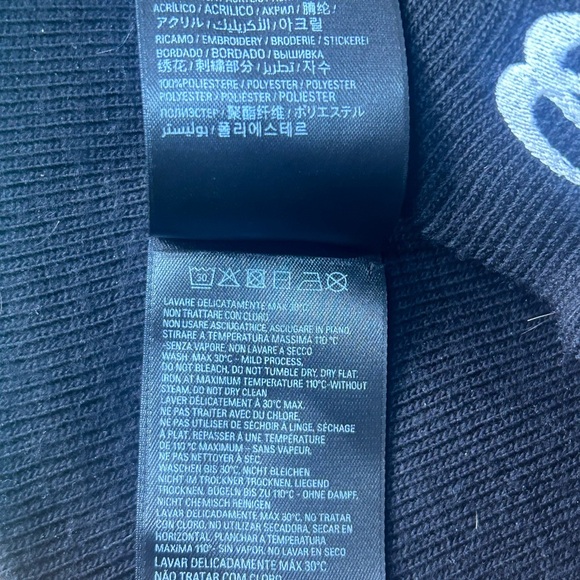 ACRÍLICO / ACRÍLICO / АКРИЛ / 腈纶 /
アクリル / الأكريليك / 아크릴
RICAMO / EMBROIDERY / BRODERIE / STICKEREI
BORDADO / BORDADO / ВЫШИВКА
绣花 / 刺繍部分 / تطريز / 자수
100%POLIESTERE / POLYESTER / POLYESTER
POLYESTER / POLIÉSTER / POLIÉSTER
ПОЛИЭСТЕР / 聚酯纤维 / ポリエステル
بوليستر / 폴리에스테르
30
LAVARE DELICATAMENTE MAX 30°C
NON TRATTARE CON CLORO
NON USARE ASCIUGATRICE, ASCIUGARE IN PIANO,
STIRARE A TEMPERATURA MASSIMA 110 °C
-SENZA VAPORE, NON LAVARE A SECCO
WASH MAX 30°C - MILD PROCESS,
DO NOT BLEACH, DO NOT TUMBLE DRY, DRY FLAT.
IRON AT MAXIMUM TEMPERATURE 110°C-WITHOUT
STEAM, DO NOT DRY CLEAN
LAVER DÉLICATEMENT À 30°C MAX,
NE PAS TRAITER AVEC DU CHLORE,
NE PAS UTILISER DE SÉCHOIR À LINGE, SÉCHAGE
À PLAT, REPASSER À UNE TEMPÉRATURE
DE 110 °C MAXIMUM - SANS VAPEUR,
NE PAS NETTOYER À SEC
WASCHEN BIS 30°C, NICHT BLEICHEN
NICHT IM TROCKNER TROCKNEN, LIEGEND
TROCKNEN, BÜGELN BIS ZU 110°C - OHNE DAMPF,
NICHT CHEMISCH REINIGEN
LAVAR DELICADAMENTE MÁX 30°C, NO TRATAR
CON CLORO, NO UTILIZAR SECADORA, SECAR EN
HORIZONTAL, PLANCHAR A TEMPERATURA
MÁXIMA 110°- SIN VAPOR, NO LAVAR EN SECO
LAVAR DELICADAMENTE MÁX 30°C
NÃO TRATAR COM CLORO